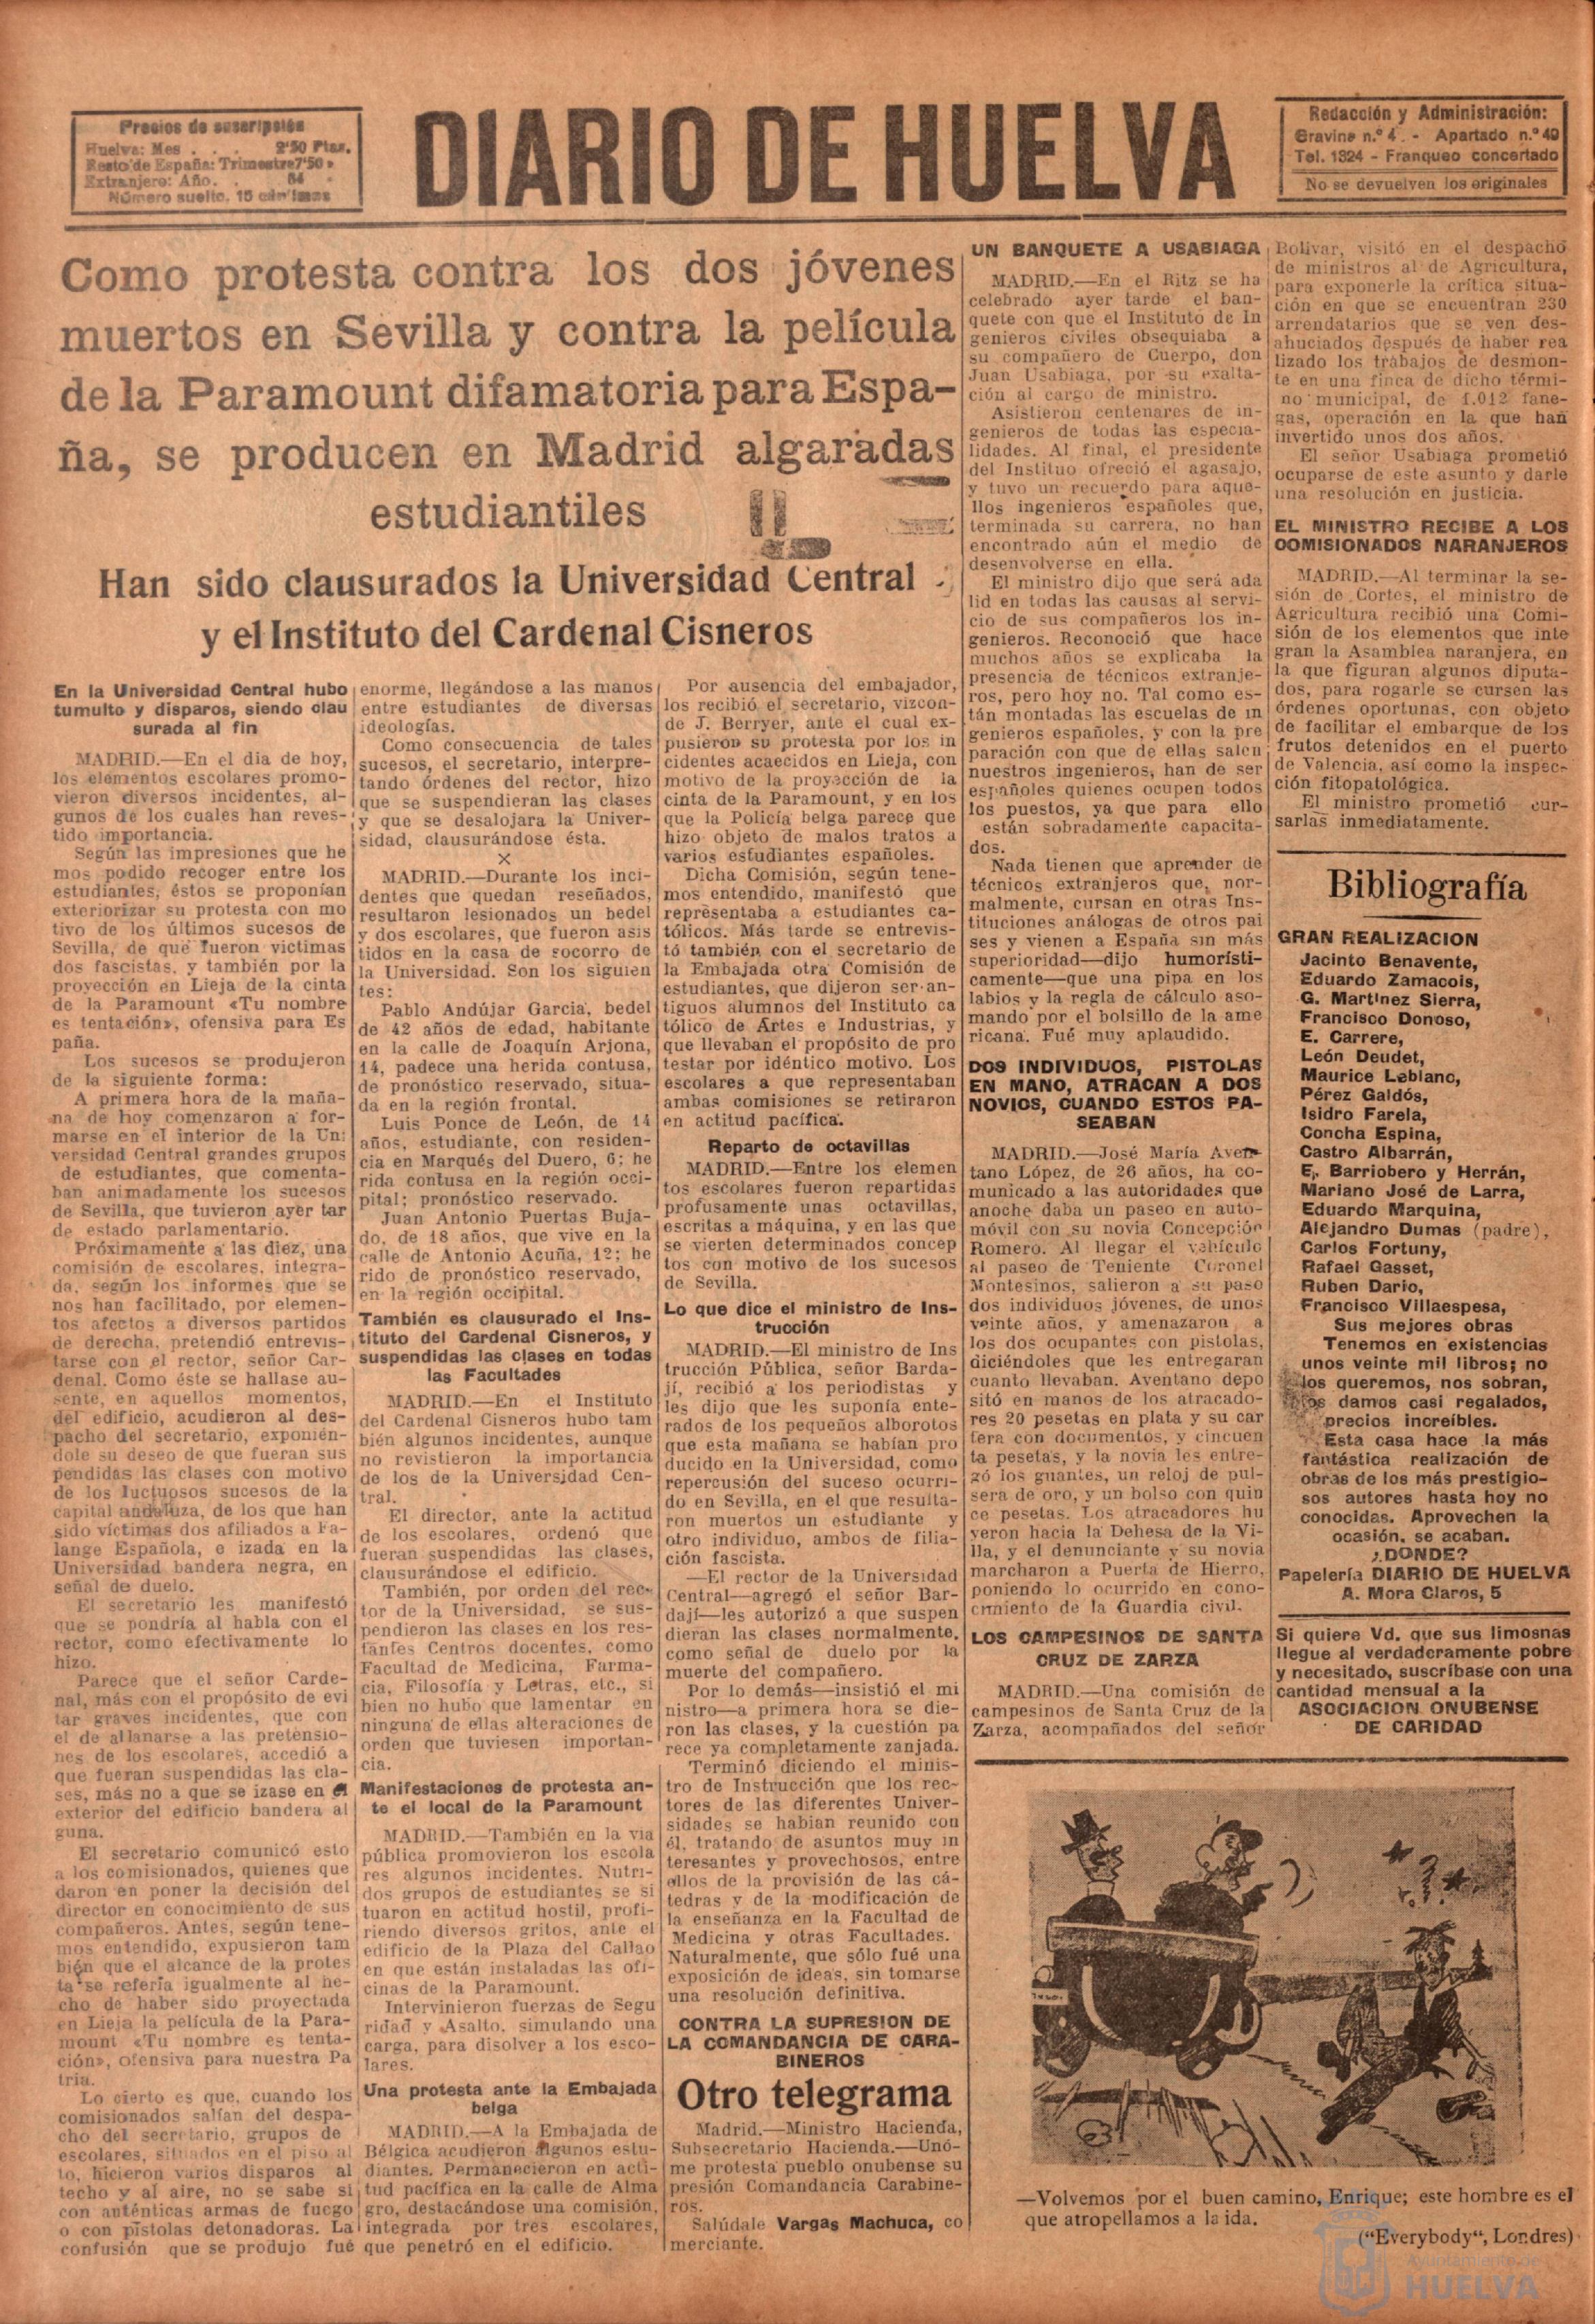 Precios de suscripción
Huelva: Mes . . . 2'50 Ptas.
Resto de España: Trimestre 7'50 »
Extranjero: Año. . 64 »
Número suelto, 15 céntimos
DIARIO DE HUELVA
Redacción y Administración:
Gravina n.º 4 - Apartado n.º 49
Tel. 1324 - Franqueo concertado
No se devuelven los originales
Como protesta contra los dos jóvenes
muertos en Sevilla y contra la película
de la Paramount difamatoria para Espa-
ña, se producen en Madrid algaradas
estudiantiles
Han sido clausurados la Universidad Central
y el Instituto del Cardenal Cisneros
En la Universidad Central hubo
tumulto y disparos, siendo clau
surada al fin
MADRID.—En el dia de hoy,
los elementos escolares promo-
vieron diversos incidentes, al-
gunos de los cuales han reves-
tido importancia.
Según las impresiones que he
mos podido recoger entre los
estudiantes, éstos se proponían
exteriorizar su protesta con mo
tivo de los últimos sucesos de
Sevilla, de que fueron victimas
dos fascistas, y también por la
proyección en Lieja de la cinta
de la Paramount «Tu nombre
es tentación», ofensiva para Es
paña.
Los sucesos se produjeron
de la siguiente forma:
A primera hora de la maña-
na de hoy comenzaron a for-
marse en el interior de la Uni
versidad Central grandes grupos
de estudiantes, que comenta-
ban animadamente los sucesos
de Sevilla, que tuvieron ayer tar
de estado parlamentario.
Próximamente a las diez, una
comisión de escolares, integra-
da, según los informes que se
nos han facilitado, por elemen-
tos afectos a diversos partidos
de derecha, pretendió entrevis-
tarse con el rector, señor Car-
denal. Como éste se hallase au-
sente, en aquellos momentos,
del edificio, acudieron al des-
pacho del secretario, exponién-
dole su deseo de que fueran sus
pendidas las clases con motivo
de los luctuosos sucesos de la
capital andaluza, de los que han
sido víctimas dos afiliados a Fa-
lange Española, e izada en la
Universidad bandera negra, en
señal de duelo.
El secretario les manifestó
que se pondría al habla con el
rector, como efectivamente lo
hizo.
Parece que el señor Carde-
nal, más con el propósito de evi
tar graves incidentes, que con
el de allanarse a las pretensio-
nes de los escolares, accedió a
que fueran suspendidas las cla-
ses, más no a que se izase en el
exterior del edificio bandera al
guna.
El secretario comunicó esto
a los comisionados, quienes que
daron en poner la decisión del
director en conocimiento de sus
compañeros. Antes, según tene-
mos entendido, expusieron tam
bién que el alcance de la protes
ta se refería igualmente al he-
cho de haber sido proyectada
en Lieja la película de la Para-
mount «Tu nombre es tenta-
ción», ofensiva para nuestra Pa
tria.
Lo cierto es que, cuando los
comisionados salían del despa-
cho del secretario, grupos de
escolares, situados en el piso al
to, hicieron varios disparos al
techo y al aire, no se sabe si
con auténticas armas de fuego
o con pistolas detonadoras. La
confusión que se produjo fué
enorme, llegándose a las manos
entre estudiantes de diversas
ideologías.
Como consecuencia de tales
sucesos, el secretario, interpre-
tando órdenes del rector, hizo
que se suspendieran las clases
y que se desalojara la Univer-
sidad, clausurándose ésta.
×
MADRID.—Durante los inci-
dentes que quedan reseñados,
resultaron lesionados un bedel
y dos escolares, que fueron asis
tidos en la casa de socorro de
la Universidad. Son los siguien
tes:
Pablo Andújar Garcia, bedel
de 42 años de edad, habitante
en la calle de Joaquín Arjona,
14, padece una herida contusa,
de pronóstico reservado, situa-
da en la región frontal.
Luis Ponce de León, de 14
años, estudiante, con residen-
cia en Marqués del Duero, 6; he
rida contusa en la región occi-
pital; pronóstico reservado.
Juan Antonio Puertas Buja-
do, de 18 años, que vive en la
calle de Antonio Acuña, 12; he
rido de pronóstico reservado,
en la región occipital.
También es clausurado el Ins-
tituto del Cardenal Cisneros, y
suspendidas las clases en todas
las Facultades
MADRID.—En el Instituto
del Cardenal Cisneros hubo tam
bién algunos incidentes, aunque
no revistieron la importancia
de los de la Universidad Cen-
tral.
El director, ante la actitud
de los escolares, ordenó que
fueran suspendidas las clases,
clausurándose el edificio.
También, por orden del rec-
tor de la Universidad, se sus-
pendieron las clases en los res-
tantes Centros docentes, como
Facultad de Medicina, Farma-
cia, Filosofía y Letras, etc., si
bien no hubo que lamentar en
ninguna de ellas alteraciones de
orden que tuviesen importan-
cia.
Manifestaciones de protesta an-
te el local de la Paramount
MADRID.—También en la vía
pública promovieron los escola
res algunos incidentes. Nutri-
dos grupos de estudiantes se si
tuaron en actitud hostil, profi-
riendo diversos gritos, ante el
edificio de la Plaza del Callao
en que están instaladas las ofi-
cinas de la Paramount.
Intervinieron fuerzas de Segu
ridad y Asalto, simulando una
carga, para disolver a los esco-
lares.
Una protesta ante la Embajada
belga
MADRID.—A la Embajada de
Bélgica acudieron algunos estu-
diantes. Permanecieron en acti-
tud pacífica en la calle de Alma
gro, destacándose una comisión,
integrada por tres escolares,
que penetró en el edificio.
Por ausencia del embajador,
los recibió el secretario, vizcon-
de J. Berryer, ante el cual ex-
pusieron su protesta por los in
cidentes acaecidos en Lieja, con
motivo de la proyección de la
cinta de la Paramount, y en los
que la Policía belga parece que
hizo objeto de malos tratos a
varios estudiantes españoles.
Dicha Comisión, según tene-
mos entendido, manifestó que
representaba a estudiantes ca-
tólicos. Más tarde se entrevis-
tó también con el secretario de
la Embajada otra Comisión de
estudiantes, que dijeron ser an-
tiguos alumnos del Instituto ca
tólico de Artes e Industrias, y
que llevaban el propósito de pro
testar por idéntico motivo. Los
escolares a que representaban
ambas comisiones se retiraron
en actitud pacífica.
Reparto de octavillas
MADRID.—Entre los elemen
tos escolares fueron repartidas
profusamente unas octavillas,
escritas a máquina, y en las que
se vierten determinados concep
tos con motivo de los sucesos
de Sevilla.
Lo que dice el ministro de Ins-
trucción
MADRID.—El ministro de Ins
trucción Pública, señor Barda-
jí, recibió a los periodistas y
les dijo que les suponía ente-
rados de los pequeños alborotos
que esta mañana se habían pro
ducido en la Universidad, como
repercusión del suceso ocurri-
do en Sevilla, en el que resulta-
ron muertos un estudiante y
otro individuo, ambos de filia-
ción fascista.
—El rector de la Universidad
Central—agregó el señor Bar-
dají—les autorizó a que suspen
dieran las clases normalmente,
como señal de duelo por la
muerte del compañero.
Por lo demás—insistió el mi
nistro—a primera hora se die-
ron las clases, y la cuestión pa
rece ya completamente zanjada.
Terminó diciendo el minis-
tro de Instrucción que los rec-
tores de las diferentes Univer-
sidades se habían reunido con
él, tratando de asuntos muy in
teresantes y provechosos, entre
ellos de la provisión de las cá-
tedras y de la modificación de
la enseñanza en la Facultad de
Medicina y otras Facultades.
Naturalmente, que sólo fué una
exposición de ideas, sin tomarse
una resolución definitiva.
CONTRA LA SUPRESION DE
LA COMANDANCIA DE CARA-
BINEROS
Otro telegrama
Madrid.—Ministro Hacienda,
Subsecretario Hacienda.—Unó-
me protesta pueblo onubense su
presión Comandancia Carabine-
ros.
Salúdale Vargas Machuca, co
merciante.
UN BANQUETE A USABIAGA
MADRID.—En el Ritz se ha
celebrado ayer tarde el ban-
quete con que el Instituto de In
genieros civiles obsequiaba a
su compañero de Cuerpo, don
Juan Usabiaga, por su exalta-
ción al cargo de ministro.
Asistieron centenares de in-
genieros de todas las especia-
lidades. Al final, el presidente
del Instituo ofreció el agasajo,
y tuvo un recuerdo para aque-
llos ingenieros españoles que,
terminada su carrera, no han
encontrado aún el medio de
desenvolverse en ella.
El ministro dijo que será ada
lid en todas las causas al servi-
cio de sus compañeros los in-
genieros. Reconoció que hace
muchos años se explicaba la
presencia de técnicos extranje-
ros, pero hoy no. Tal como es-
tán montadas las escuelas de in
genieros españoles, y con la pre
paración con que de ellas salen
nuestros ingenieros, han de ser
españoles quienes ocupen todos
los puestos, ya que para ello
están sobradamente capacita-
dos.
Nada tienen que aprender de
técnicos extranjeros que, nor-
malmente, cursan en otras Ins-
tituciones análogas de otros pai
ses y vienen a España sin más
superioridad—dijo humorísti-
camente—que una pipa en los
labios y la regla de cálculo aso-
mando por el bolsillo de la ame
ricana. Fué muy aplaudido.
DOS INDIVIDUOS, PISTOLAS
EN MANO, ATRACAN A DOS
NOVIOS, CUANDO ESTOS PA-
SEABAN
MADRID.—José María Aven
tano López, de 26 años, ha co-
municado a las autoridades que
anoche daba un paseo en auto-
móvil con su novia Concepción
Romero. Al llegar el vehículo
al paseo de Teniente Coronel
Montesinos, salieron a su paso
dos individuos jóvenes, de unos
veinte años, y amenazaron a
los dos ocupantes con pistolas,
diciéndoles que les entregaran
cuanto llevaban. Aventano depo
sitó en manos de los atracado-
res 20 pesetas en plata y su car
tera con documentos, y cincuen
ta pesetas, y la novia les entre-
gó los guantes, un reloj de pul-
sera de oro, y un bolso con quin
ce pesetas. Los atracadores hu
yeron hacia la Dehesa de la Vi-
lla, y el denunciante y su novia
marcharon a Puerta de Hierro,
poniendo lo ocurrido en cono-
cimiento de la Guardia civil.
LOS CAMPESINOS DE SANTA
CRUZ DE ZARZA
MADRID.—Una comisión de
campesinos de Santa Cruz de la
Zarza, acompañados del señor
Bolivar, visitó en el despacho
de ministros al de Agricultura,
para exponerle la crítica situa-
ción en que se encuentran 230
arrendatarios que se ven des-
ahuciados después de haber rea
lizado los trabajos de desmon-
te en una finca de dicho térmi-
no municipal, de 1.012 fane-
gas, operación en la que han
invertido unos dos años.
El señor Usabiaga prometió
ocuparse de este asunto y darle
una resolución en justicia.
EL MINISTRO RECIBE A LOS
COMISIONADOS NARANJEROS
MADRID.—Al terminar la se-
sión de Cortes, el ministro de
Agricultura recibió una Comi-
sión de los elementos que inte
gran la Asamblea naranjera, en
la que figuran algunos diputa-
dos, para rogarle se cursen las
órdenes oportunas, con objeto
de facilitar el embarque de los
frutos detenidos en el puerto
de Valencia, así como la inspec-
ción fitopatológica.
El ministro prometió cur-
sarlas inmediatamente.
Bibliografía
GRAN REALIZACION
Jacinto Benavente,
Eduardo Zamacois,
G. Martínez Sierra,
Francisco Donoso,
E. Carrere,
León Deudet,
Maurice Leblanc,
Pérez Galdós,
Isidro Farela,
Concha Espina,
Castro Albarrán,
E. Barriobero y Herrán,
Mariano José de Larra,
Eduardo Marquina,
Alejandro Dumas (padre),
Carlos Fortuny,
Rafael Gasset,
Ruben Dario,
Francisco Villaespesa,
Sus mejores obras
Tenemos en existencias
unos veinte mil libros; no
los queremos, nos sobran,
los damos casi regalados,
precios increíbles.
Esta casa hace la más
fantástica realización de
obras de los más prestigio-
sos autores hasta hoy no
conocidas. Aprovechen la
ocasión, se acaban.
¿DONDE?
Papelería DIARIO DE HUELVA
A. Mora Claros, 5
Si quiere Vd. que sus limosnas
llegue al verdaderamente pobre
y necesitado, suscríbase con una
cantidad mensual a la
ASOCIACION ONUBENSE
DE CARIDAD
—Volvemos por el buen camino, Enrique; este hombre es el
que atropellamos a la ida.
("Everybody", Londres)
Ayuntamiento de
HUELVA